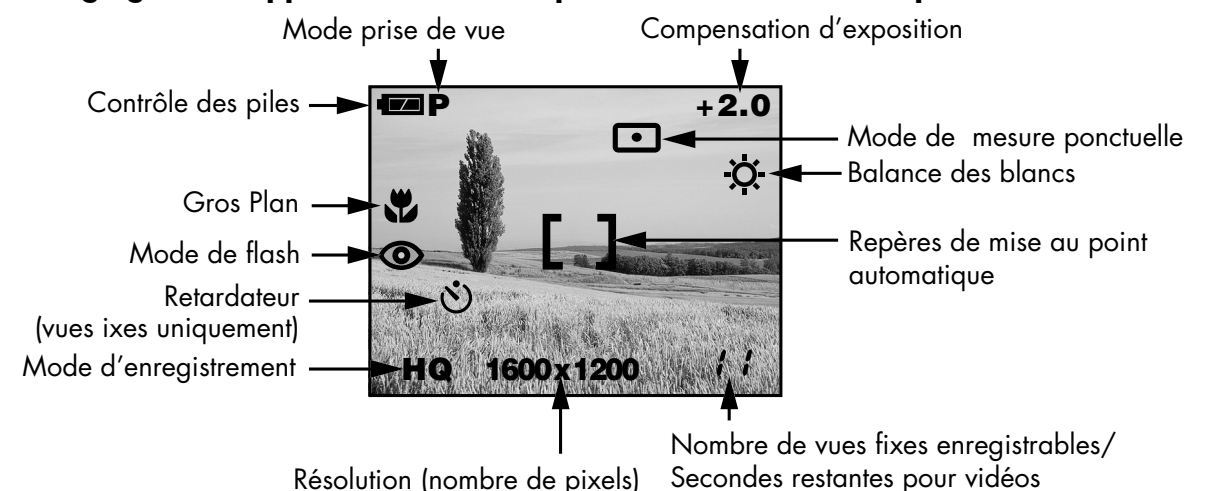 Mode prise de vue
Compensation d'exposition
Contrôle des piles
P
+2.0
Mode de mesure ponctuelle
Balance des blancs
Gros Plan
Mode de flash
Repères de mise au point
automatique
Retardateur
(vues ixes uniquement)
Mode d'enregistrement
HQ
1600x1200
11
Nombre de vues fixes enregistrables/
Secondes restantes pour vidéos
Résolution (nombre de pixels)